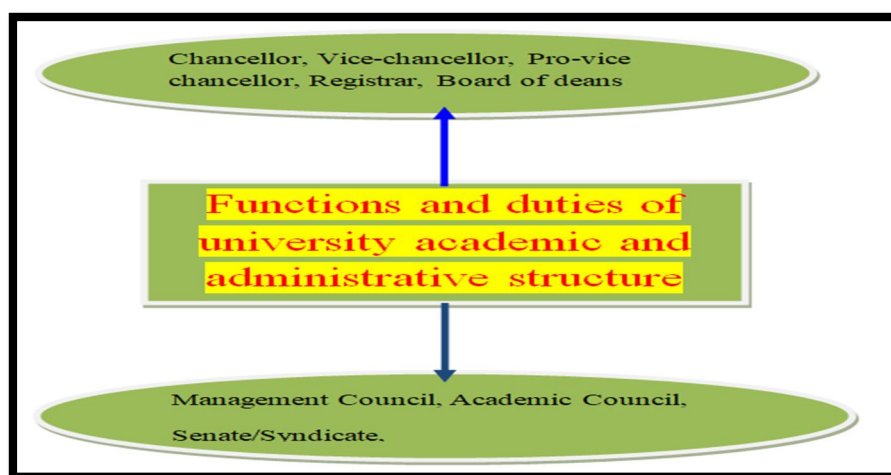 Chancellor, Vice-chancellor, Pro-vice
chancellor, Registrar, Board of deans
Functions and duties of
university academic and
administrative structure
Management Council, Academic Council,
Senate/Syndicate.